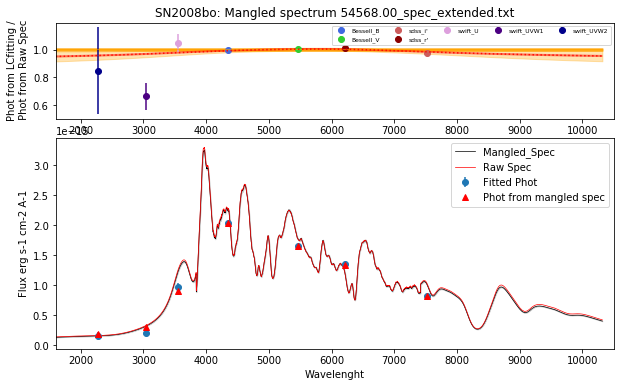 SN2008bo: Mangled spectrum 54568.00_spec_extended.txt
Phot from LCfitting /
Phot from Raw Spec
1.0
0.8
0.6
Bessell_B
Bessell_V
sdss_i'
sdss_r'
swift_U
swift_UVW1
swift_UVW2
2000 3000 4000 5000 6000 7000 8000 9000 10000
Flux erg s-1 cm-2 A-1
3.5
3.0
2.5
2.0
1.5
1.0
0.5
0.0
Mangled_Spec
Raw Spec
Fitted Phot
Phot from mangled spec
2000 3000 4000 5000 6000 7000 8000 9000 10000
Wavelenght